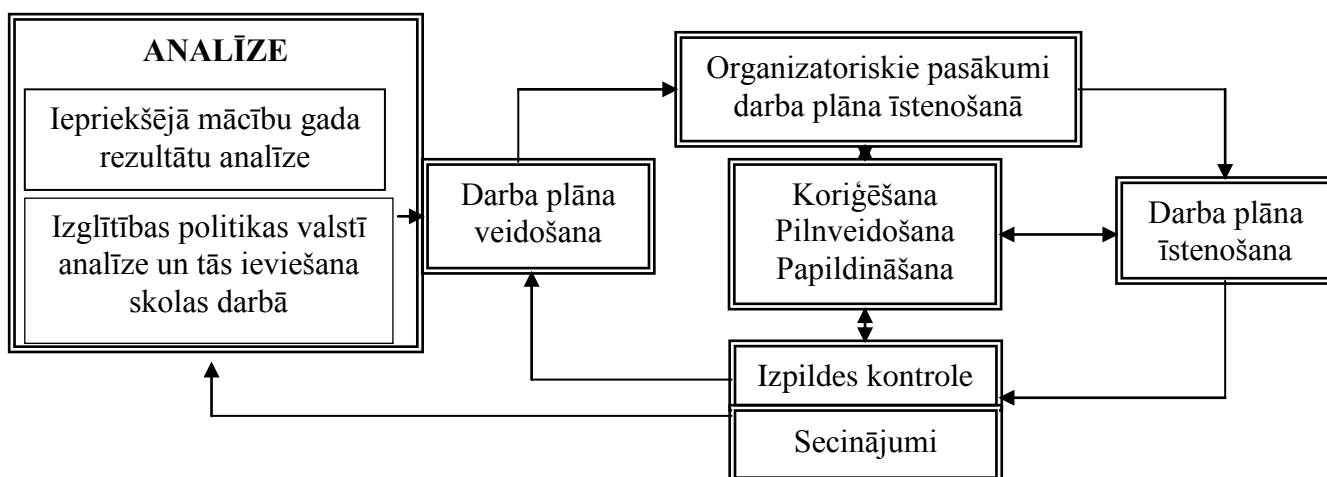 ANALĪZE
Iepriekšējā mācību gada
rezultātu analīze
Izglītības politikas valstī
analīze un tās ieviešana
skolas darbā
Darba plāna
veidošana
Organizatoriskie pasākumi
darba plāna īstenošanā
Koriģēšana
Pilnveidošana
Papildināšana
Darba plāna
īstenošana
Izpildes kontrole
Secinājumi